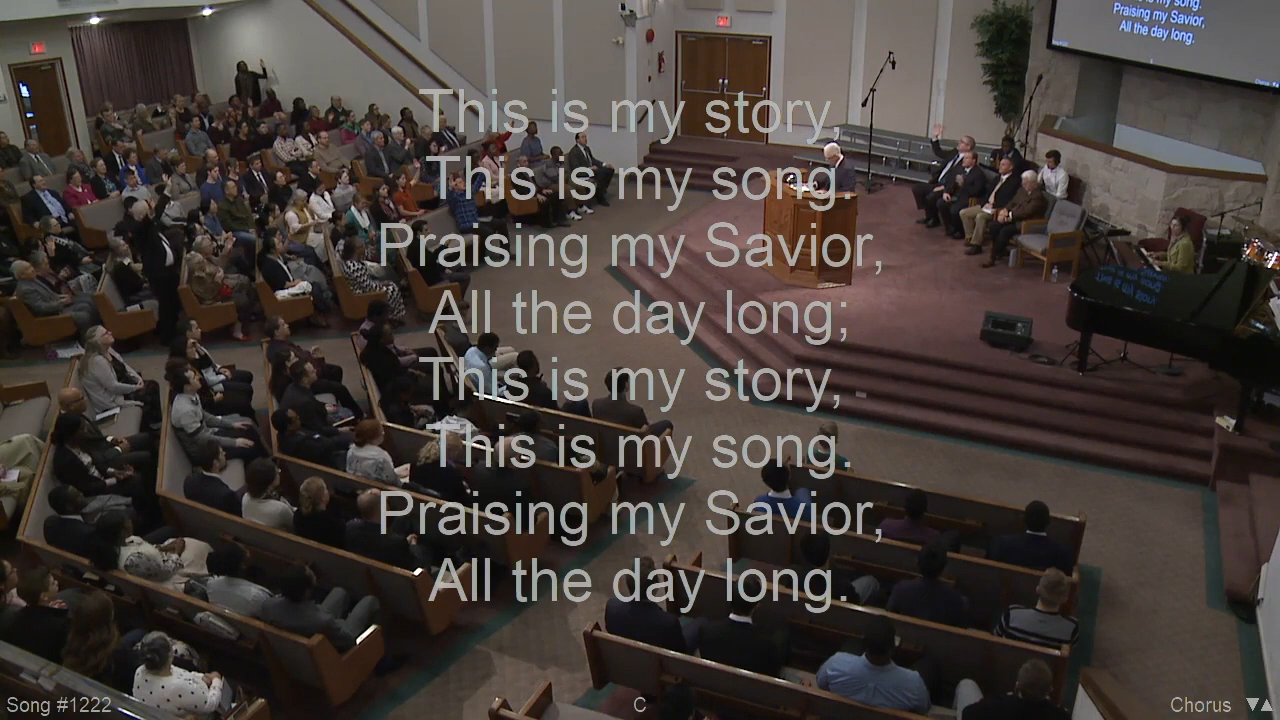 This is my story,
This is my song.
Praising my Savior,
All the day long;
This is my story,
This is my song.
Praising my Savior,
All the day long.
Song #1222
C
Chorus ▼▲
my song.
Praising my Savior,
All the day long.